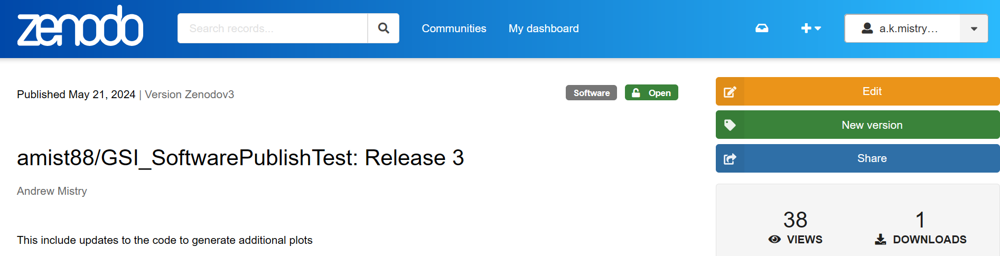 zenodo
Search records...
Communities
My dashboard
a.k.mistry...
Published May 21, 2024 | Version Zenodov3
Software
Open
Edit
New version
Share
amist88/GSI_SoftwarePublishTest: Release 3
Andrew Mistry
This include updates to the code to generate additional plots
38
VIEWS
1
DOWNLOADS